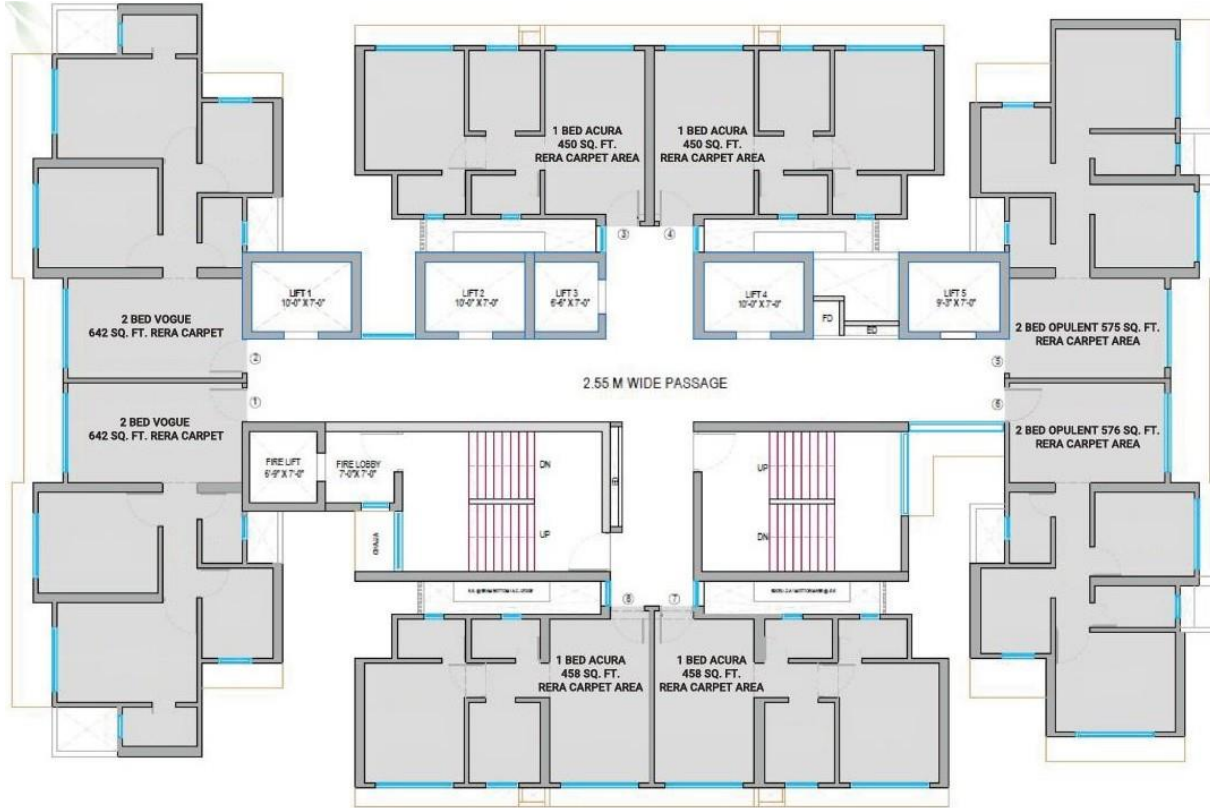 1 BED ACURA
450 SQ. FT.
RERA CARPET AREA
1 BED ACURA
450 SQ. FT.
RERA CARPET AREA
3
4
LIFT 1
10'-0" X 7'-0"
LIFT 2
10'-0" X 7'-0"
LIFT 3
6'-6" X 7'-0"
LIFT 4
10'-0" X 7'-0"
LIFT 5
9'-3" X 7'-0"
FD
ED
2 BED VOGUE
642 SQ. FT. RERA CARPET
2 BED OPULENT 575 SQ. FT.
RERA CARPET AREA
2
5
2.55 M WIDE PASSAGE
1
6
2 BED VOGUE
642 SQ. FT. RERA CARPET
2 BED OPULENT 576 SQ. FT.
RERA CARPET AREA
FIRE LIFT
6'-9" X 7'-0"
FIRE LOBBY
7'-0"X 7'-0"
DN
UP
UP
DN
8
7
1 BED ACURA
458 SQ. FT.
RERA CARPET AREA
1 BED ACURA
458 SQ. FT.
RERA CARPET AREA